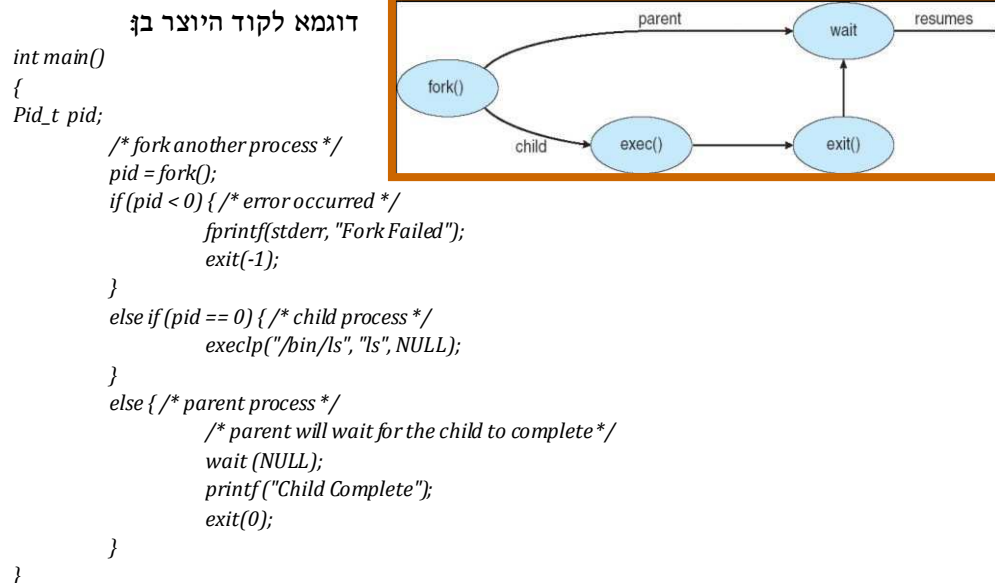 דוגמא לקוד היוצר בן:
int main()
{
Pid_t pid;
/* fork another process */
pid = fork();
if (pid < 0) { /* error occurred */
fprintf(stderr, "Fork Failed");
exit(-1);
}
else if (pid == 0) { /* child process */
execlp("/bin/ls", "ls", NULL);
}
else { /* parent process */
/* parent will wait for the child to complete */
wait (NULL);
printf ("Child Complete");
exit(0);
}
}
fork()
parent
wait
resumes
child
exec()
exit()